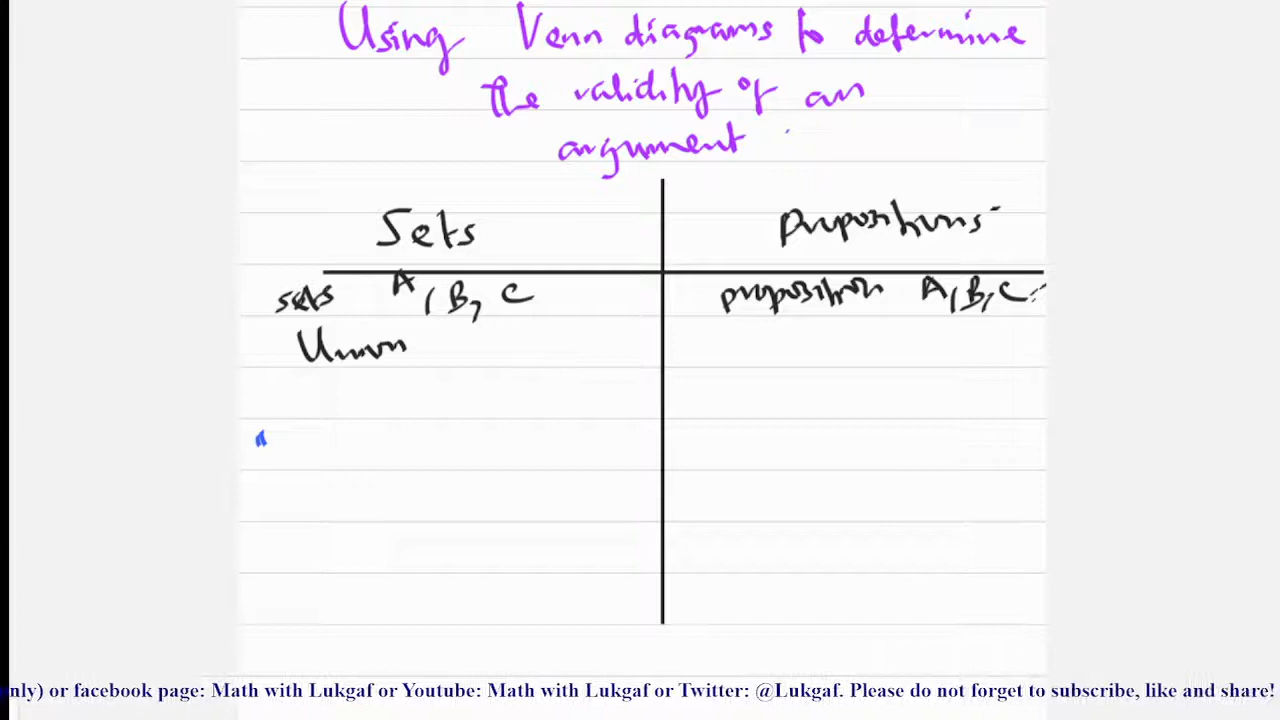 Using Venn diagrams to determine
the validity of an
argument
Sets
propositions
sets A, B, C
proposition A, B, C
Union
only) or facebook page: Math with Lukgaf or Youtube: Math with Lukgaf or Twitter: @Lukgaf. Please do not forget to subscribe, like and share!